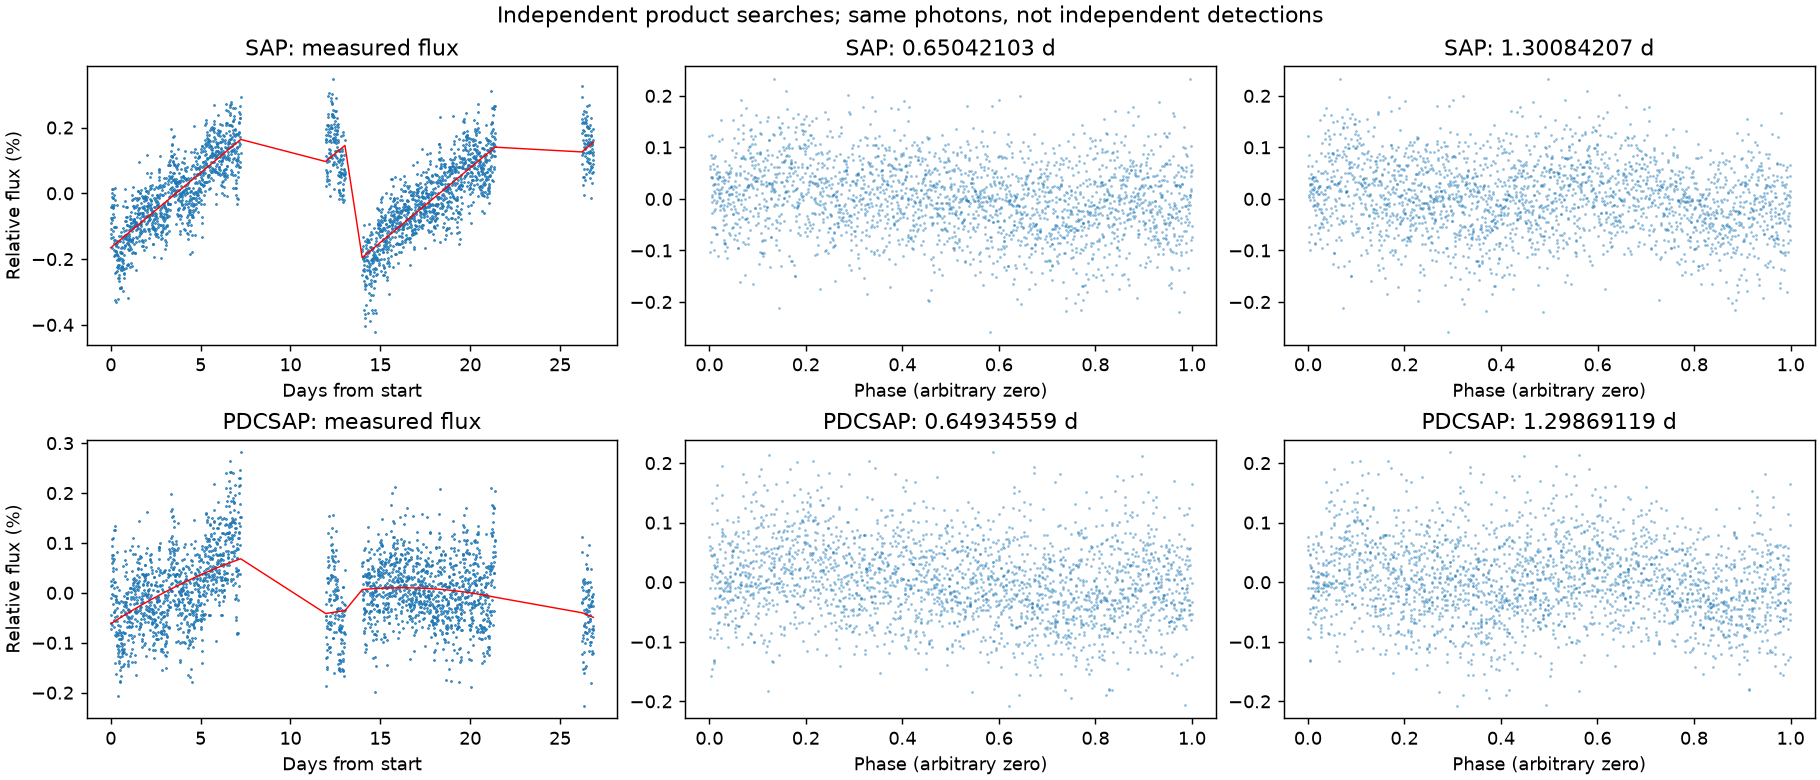 Independent product searches; same photons, not independent detections
SAP: measured flux
SAP: 0.65042103 d
SAP: 1.30084207 d
Relative flux (%)
0.2
0.0
−0.2
−0.4
0.2
0.1
0.0
−0.1
−0.2
0.2
0.1
0.0
−0.1
−0.2
0 5 10 15 20 25
0.0 0.2 0.4 0.6 0.8 1.0
0.0 0.2 0.4 0.6 0.8 1.0
Days from start
Phase (arbitrary zero)
Phase (arbitrary zero)
PDCSAP: measured flux
PDCSAP: 0.64934559 d
PDCSAP: 1.29869119 d
Relative flux (%)
0.3
0.2
0.1
0.0
−0.1
−0.2
0.2
0.1
0.0
−0.1
−0.2
0.2
0.1
0.0
−0.1
−0.2
0 5 10 15 20 25
0.0 0.2 0.4 0.6 0.8 1.0
0.0 0.2 0.4 0.6 0.8 1.0
Days from start
Phase (arbitrary zero)
Phase (arbitrary zero)